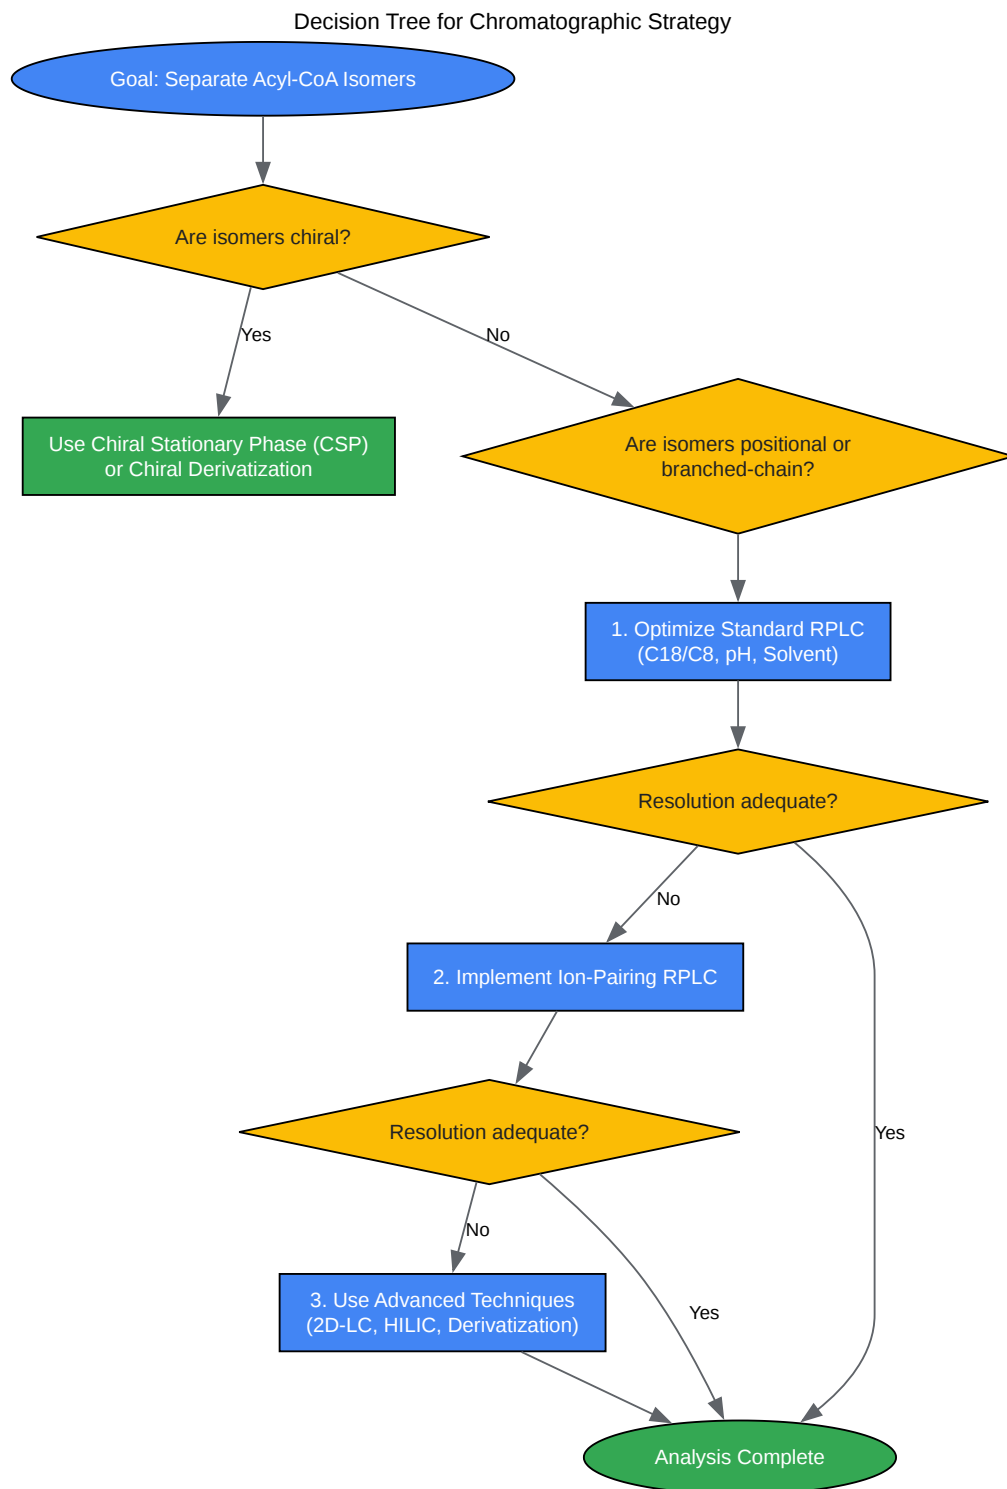 Decision Tree for Chromatographic Strategy
Goal: Separate Acyl-CoA Isomers
Are isomers chiral?
Yes
No
Use Chiral Stationary Phase (CSP)
or Chiral Derivatization
Are isomers positional or
branched-chain?
1. Optimize Standard RPLC
(C18/C8, pH, Solvent)
Resolution adequate?
No
2. Implement Ion-Pairing RPLC
Resolution adequate?
Yes
No
3. Use Advanced Techniques
(2D-LC, HILIC, Derivatization)
Yes
Analysis Complete